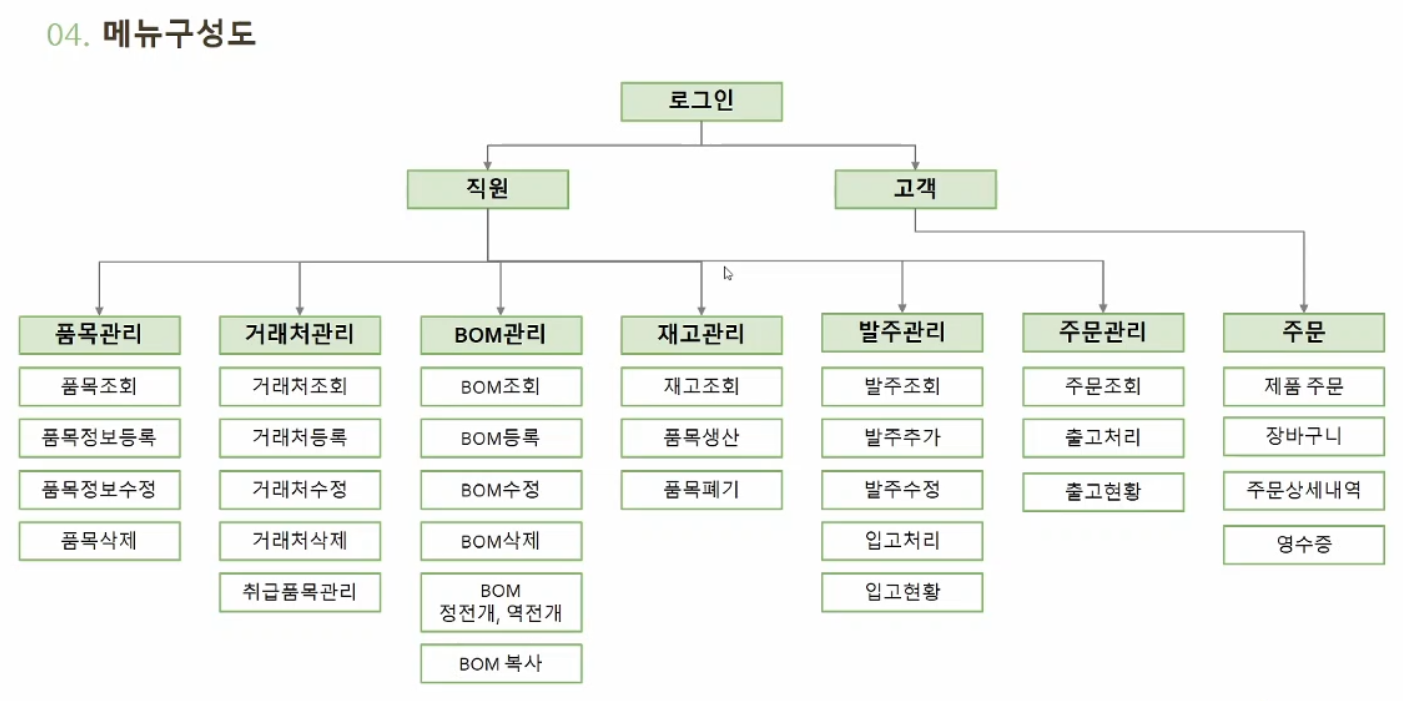 04. 메뉴구성도
로그인
직원
고객
품목관리
품목조회
품목정보등록
품목정보수정
품목삭제
거래처관리
거래처조회
거래처등록
거래처수정
거래처삭제
취급품목관리
BOM관리
BOM조회
BOM등록
BOM수정
BOM삭제
BOM
정전개, 역전개
BOM 복사
재고관리
재고조회
품목생산
품목폐기
발주관리
발주조회
발주추가
발주수정
입고처리
입고현황
주문관리
주문조회
출고처리
출고현황
주문
제품 주문
장바구니
주문상세내역
영수증